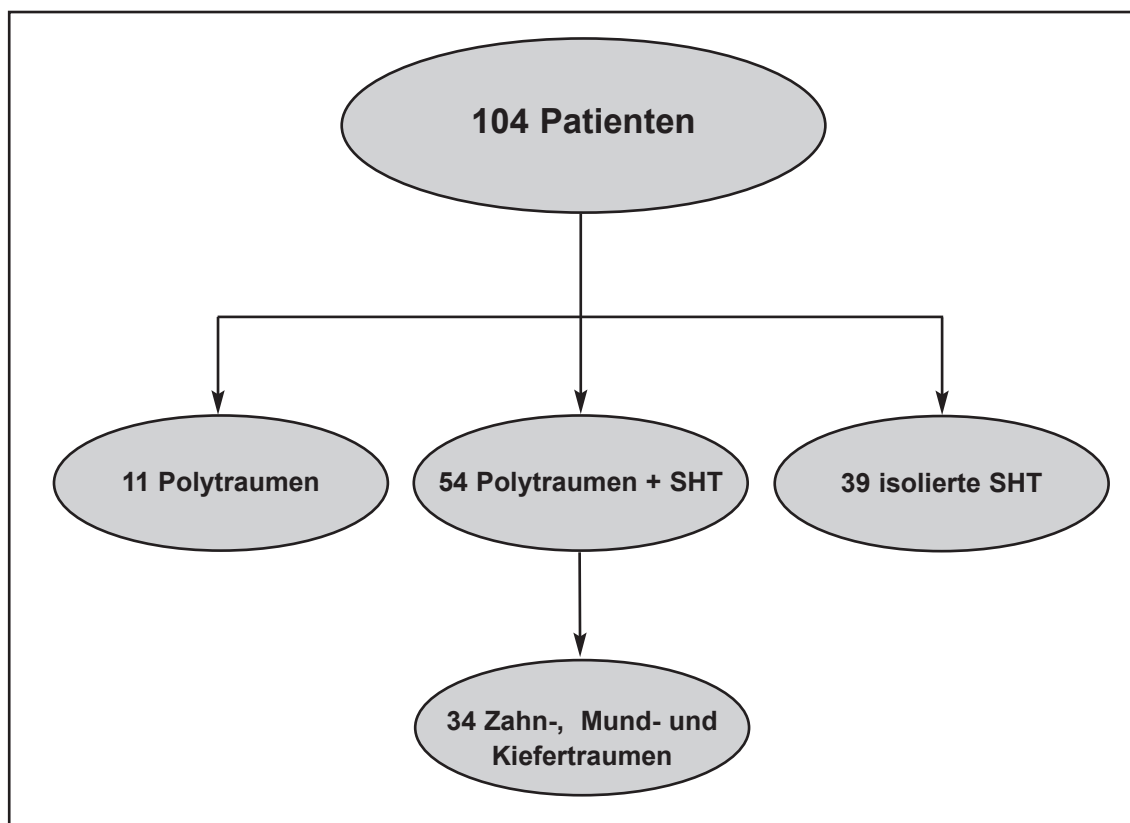 104 Patienten
11 Polytraumen
54 Polytraumen + SHT
39 isolierte SHT
34 Zahn-, Mund- und
Kiefertraumen